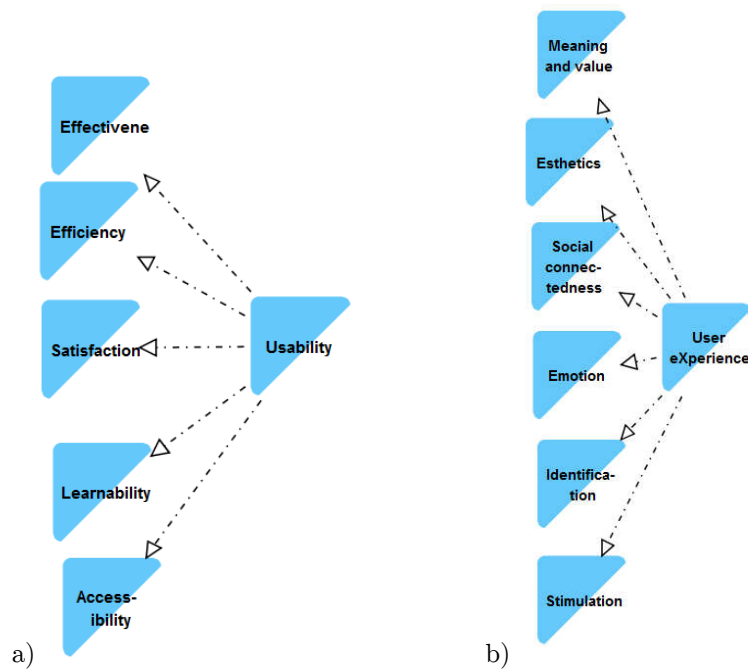 Effectivene
Efficiency
Satisfaction
Usability
Learnability
Access-
ibility
a)
Meaning
and value
Esthetics
Social
connec-
tedness
User
eXperience
Emotion
Identifica-
tion
Stimulation
b)